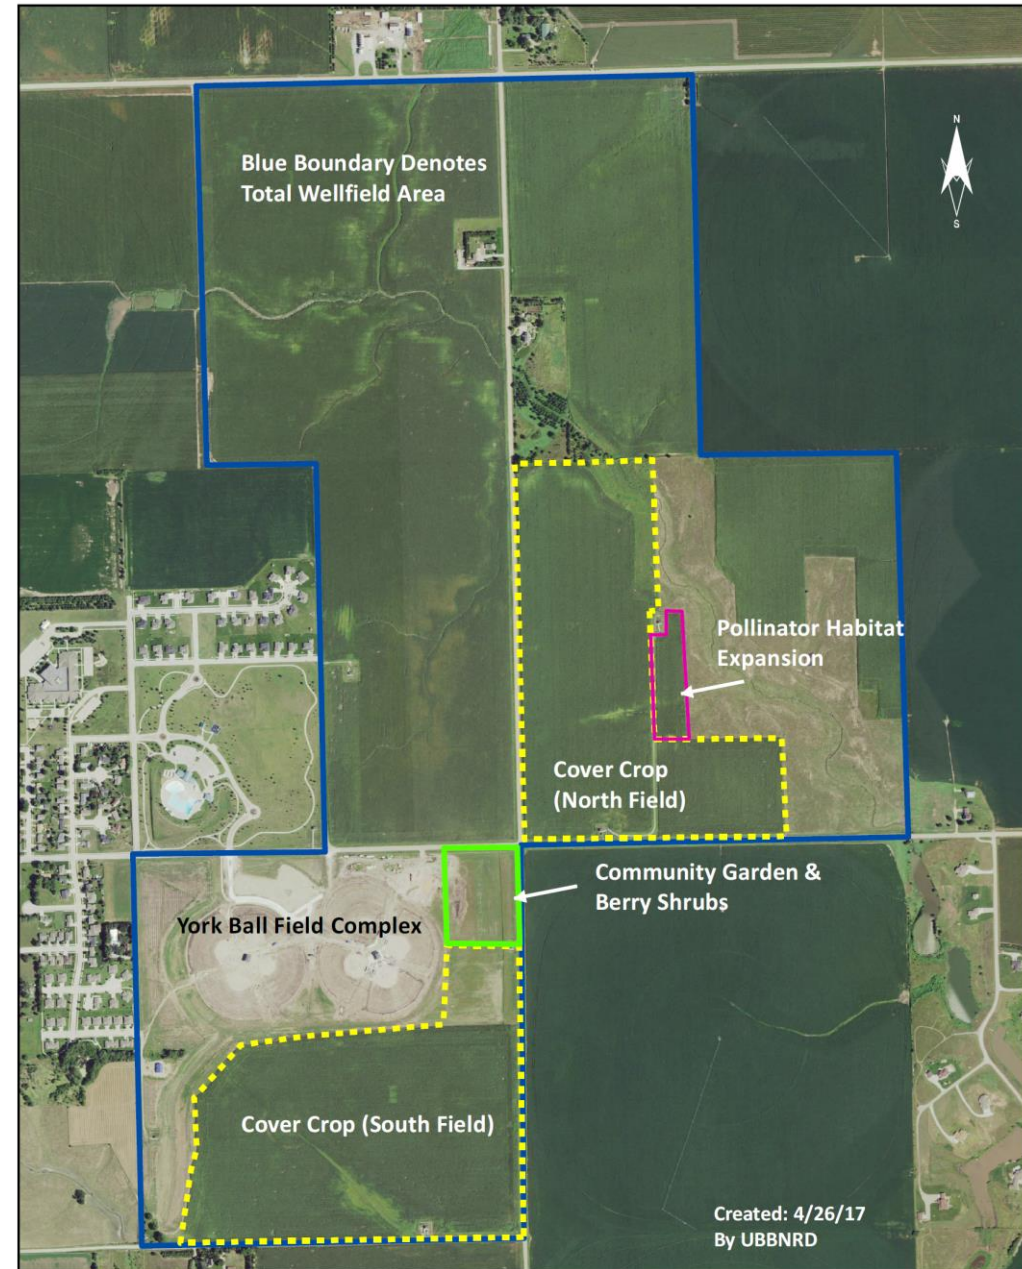 N
S
Blue Boundary Denotes
Total Wellfield Area
Pollinator Habitat
Expansion
Cover Crop
(North Field)
Community Garden &
Berry Shrubs
York Ball Field Complex
Cover Crop (South Field)
Created: 4/26/17
By UBBNRD